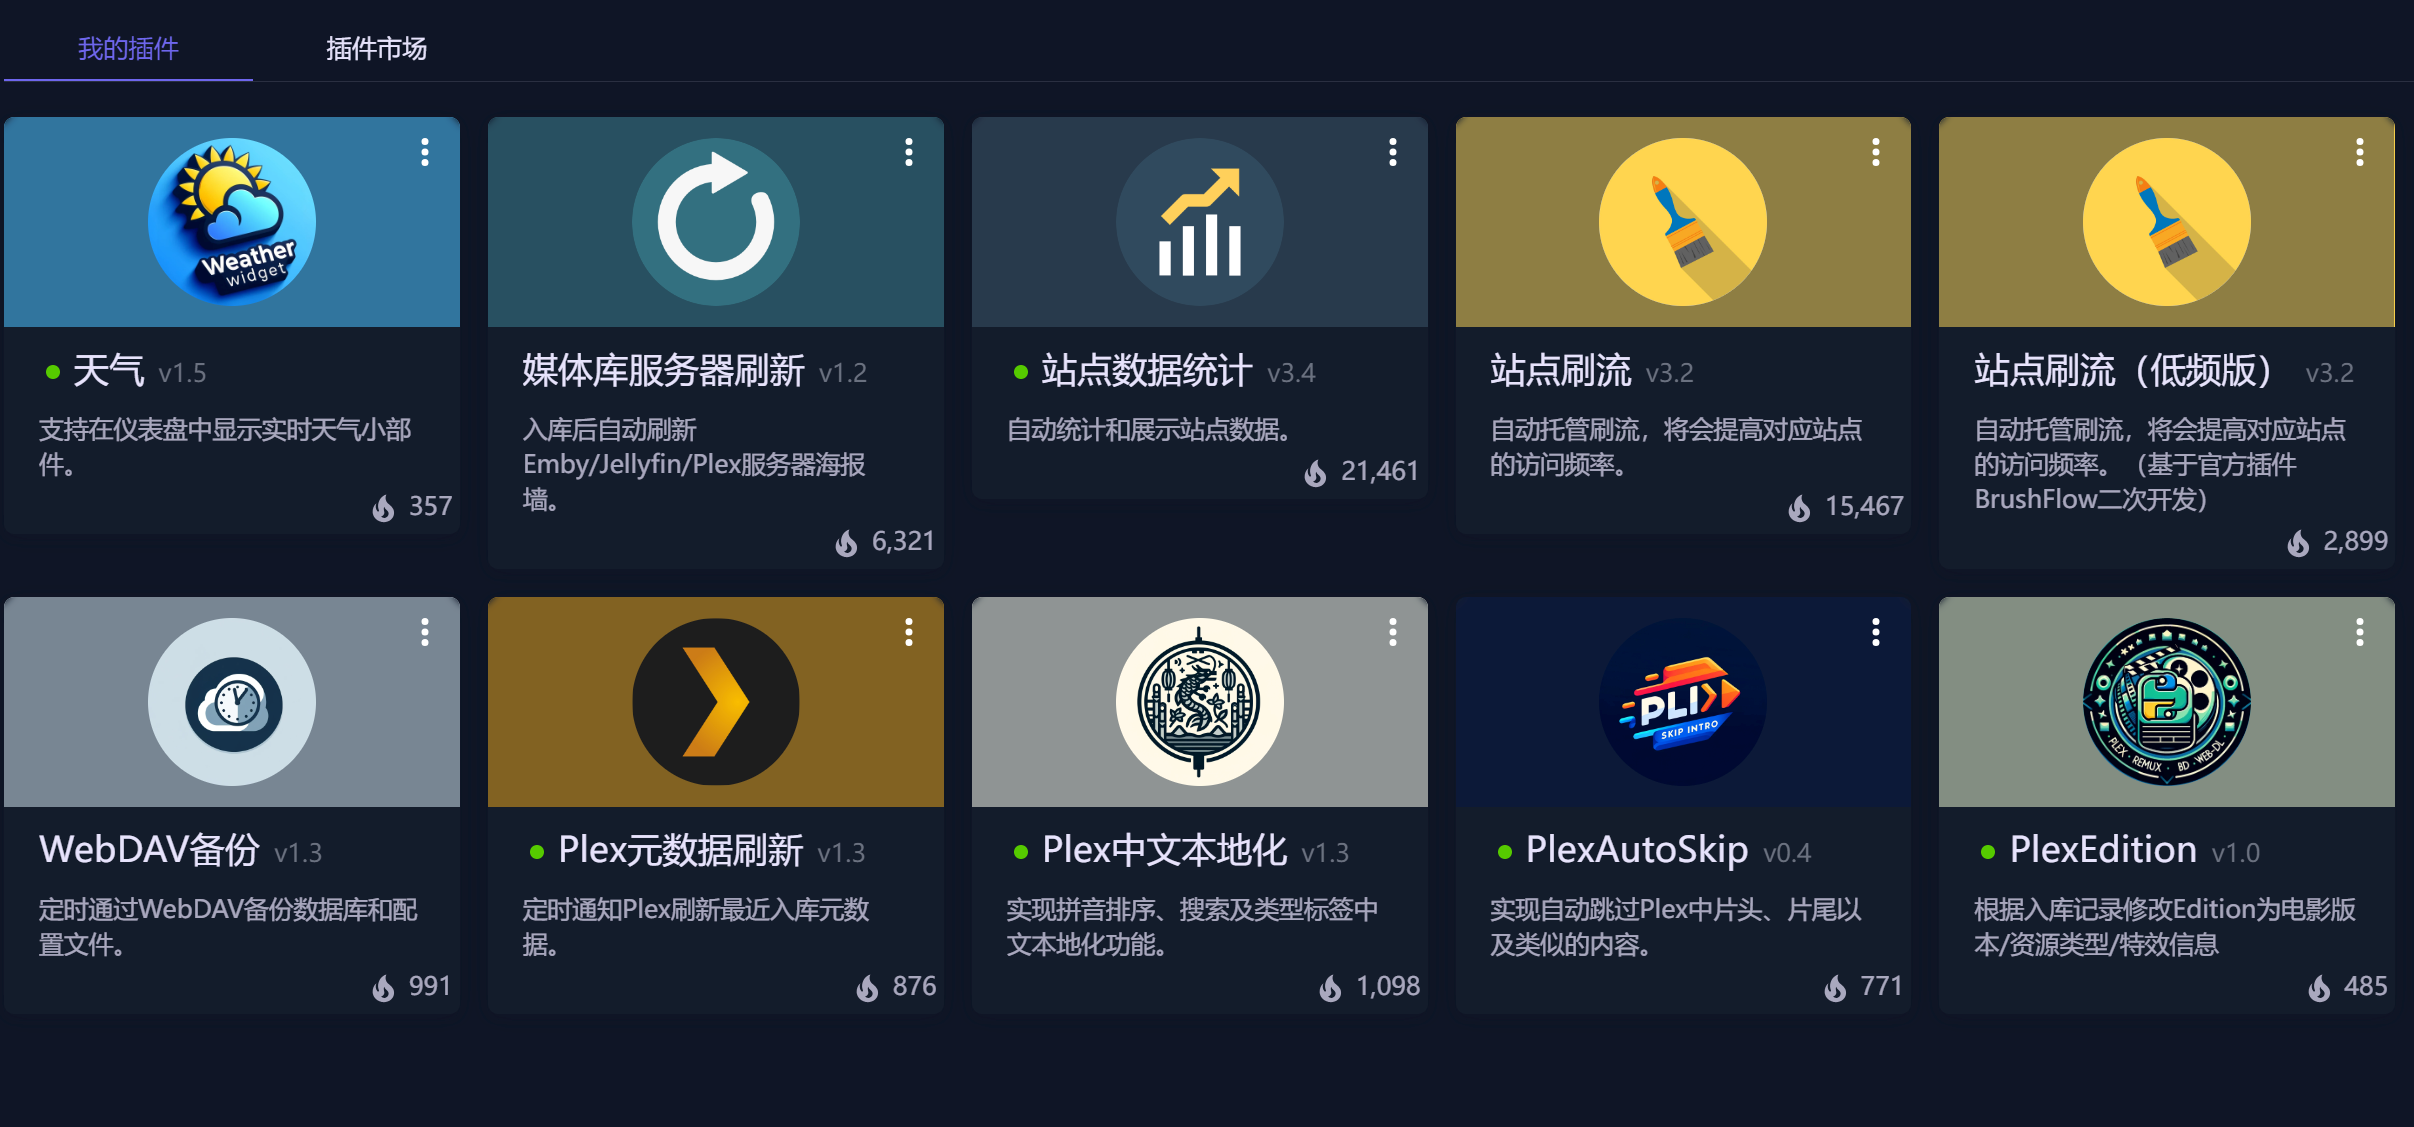 我的插件
插件市场
Weather
widget
天气 v1.5
支持在仪表盘中显示实时天气小部
件。
357
媒体库服务器刷新 v1.2
入库后自动刷新
Emby/Jellyfin/Plex服务器海报
墙。
6,321
站点数据统计 v3.4
自动统计和展示站点数据。
21,461
站点刷流 v3.2
自动托管刷流，将会提高对应站点
的访问频率。
15,467
站点刷流（低频版） v3.2
自动托管刷流，将会提高对应站点
的访问频率。（基于官方插件
BrushFlow二次开发）
2,899
WebDAV备份 v1.3
定时通过WebDAV备份数据库和配
置文件。
991
Plex元数据刷新 v1.3
定时通知Plex刷新最近入库元数
据。
876
Plex中文本地化 v1.3
实现拼音排序、搜索及类型标签中
文本地化功能。
1,098
PLI
SKIP INTRO
PlexAutoSkip v0.4
实现自动跳过Plex中片头、片尾以
及类似的内容。
771
PLEX · REMUX · BD · WEB-DL
PlexEdition v1.0
根据入库记录修改Edition为电影版
本/资源类型/特效信息
485